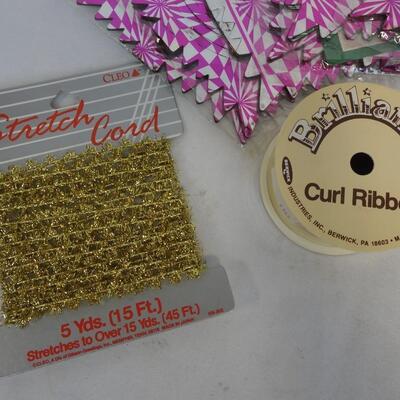 CLEO
Stretch Cord
5 Yds. (15 Ft.)
Stretches to Over 15 Yds. (45 Ft.)
Brillian
Curl Ribbo
INDUSTRIES, INC., BERWICK, PA 18603 • M